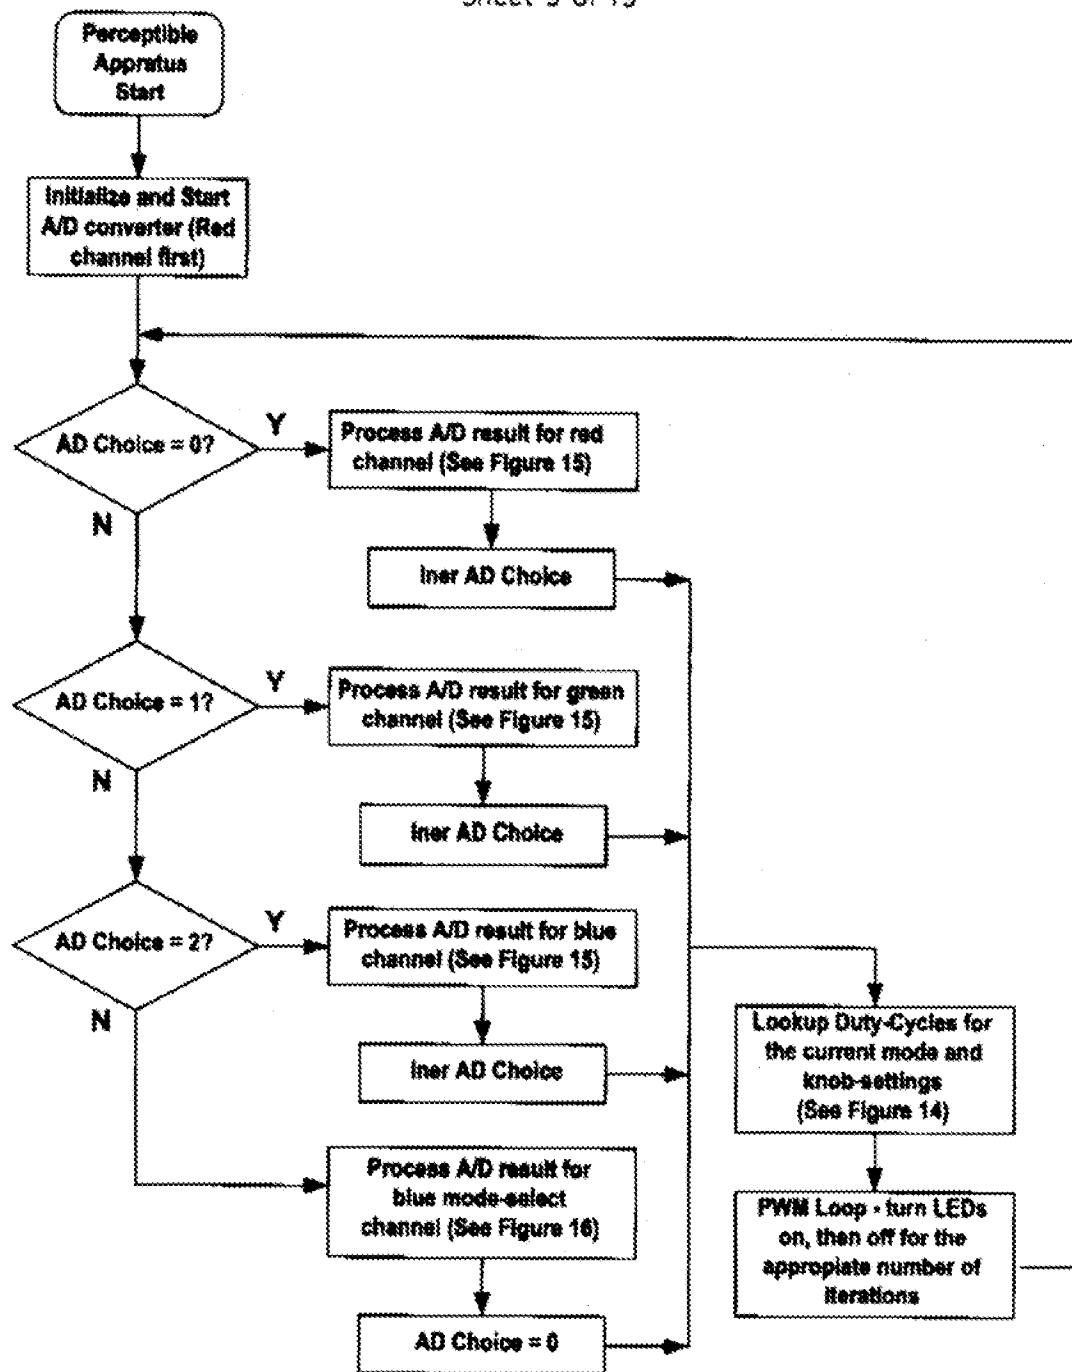 Sheet 9 of 19
Perceptible
Appratus
Start
Initialize and Start
A/D converter (Red
channel first)
AD Choice = 0?
Y
Process A/D result for red
channel (See Figure 15)
N
Iner AD Choice
AD Choice = 1?
Y
Process A/D result for green
channel (See Figure 15)
N
Iner AD Choice
AD Choice = 2?
Y
Process A/D result for blue
channel (See Figure 15)
N
Iner AD Choice
Process A/D result for
blue mode-select
channel (See Figure 16)
AD Choice = 0
Lookup Duty-Cycles for
the current mode and
knob-settings
(See Figure 14)
PWM Loop - turn LEDs
on, then off for the
appropiate number of
iterations